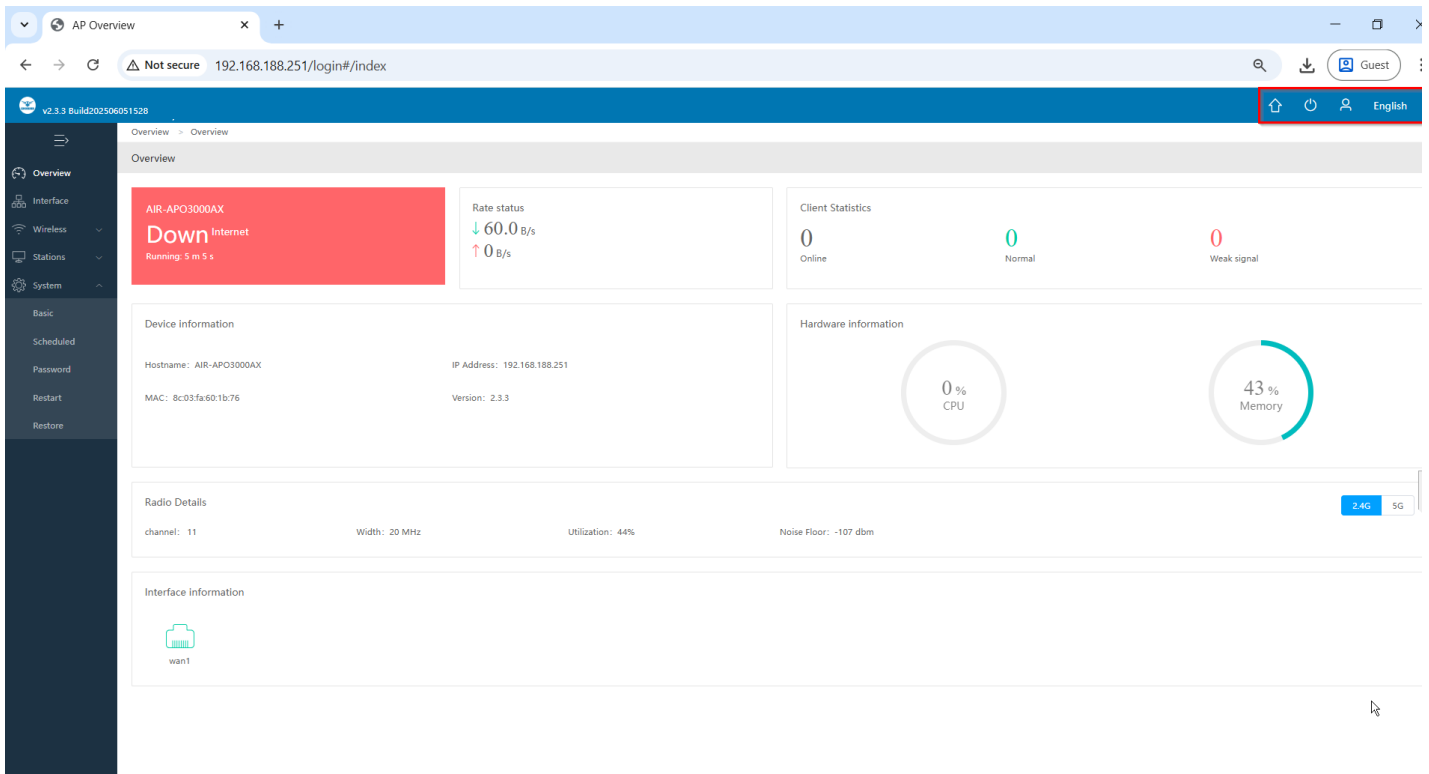 AP Overview
Not secure 192.168.188.251/login#/index
Guest
v2.3.3 Build202506051528
English
Overview > Overview
Overview
Overview
Interface
Wireless
Stations
System
Basic
Scheduled
Password
Restart
Restore
AIR-APO3000AX
Down Internet
Running: 5 m 5 s
Rate status
↓ 60.0 B/s
↑ 0 B/s
Client Statistics
0 0 0
Online Normal Weak signal
Device information
Hostname: AIR-APO3000AX IP Address: 192.168.188.251
MAC: 8c:03:fa:60:1b:76 Version: 2.3.3
Hardware information
0 %
CPU
43 %
Memory
Radio Details
2.4G 5G
channel: 11 Width: 20 MHz Utilization: 44% Noise Floor: -107 dbm
Interface information
wan1